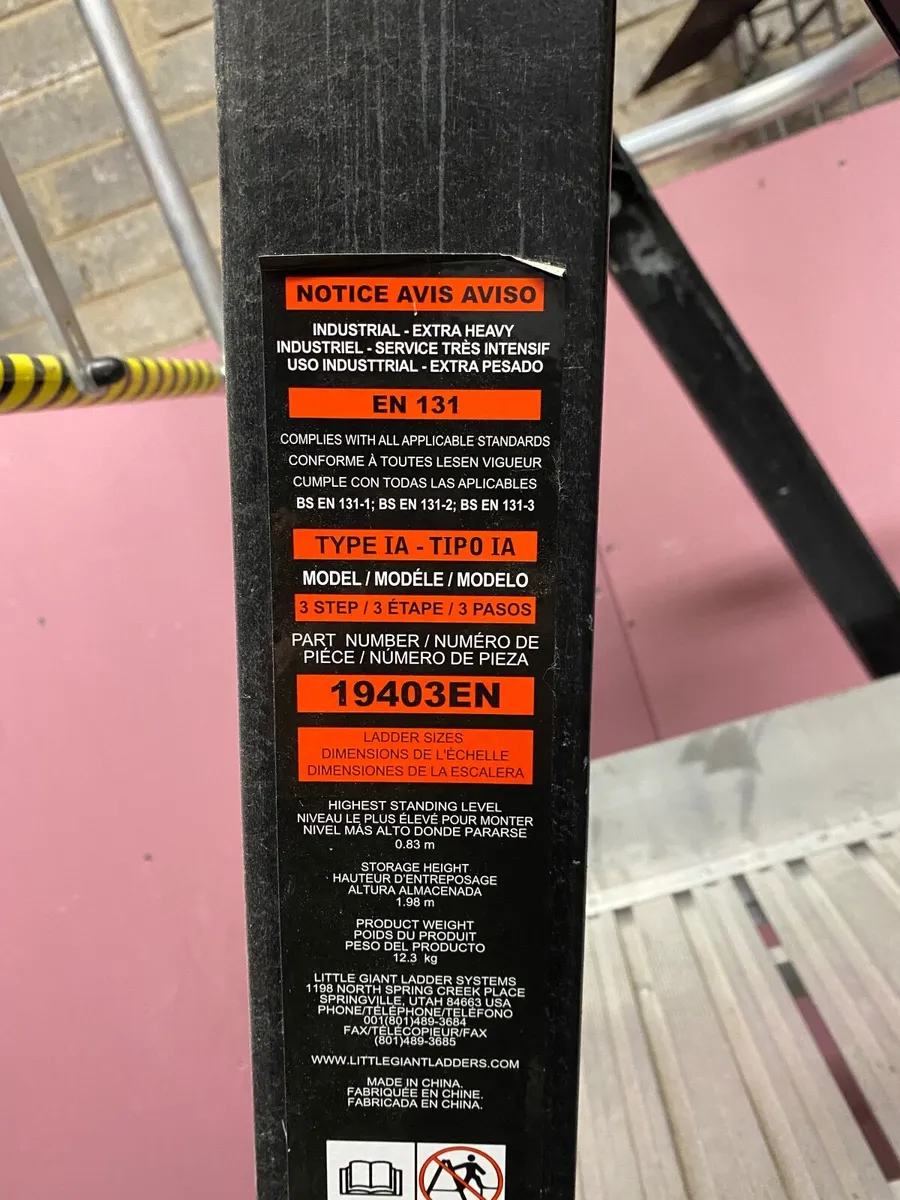 NOTICE AVIS AVISO
INDUSTRIAL - EXTRA HEAVY
INDUSTRIEL - SERVICE TRÈS INTENSIF
USO INDUSTTRIAL - EXTRA PESADO
EN 131
COMPLIES WITH ALL APPLICABLE STANDARDS
CONFORME À TOUTES LESEN VIGUEUR
CUMPLE CON TODAS LAS APLICABLES
BS EN 131-1; BS EN 131-2; BS EN 131-3
TYPE IA - TIPO IA
MODEL / MODÉLE / MODELO
3 STEP / 3 ÉTAPE / 3 PASOS
PART NUMBER / NUMÉRO DE
PIÉCE / NÚMERO DE PIEZA
19403EN
LADDER SIZES
DIMENSIONS DE L'ÉCHELLE
DIMENSIONES DE LA ESCALERA
HIGHEST STANDING LEVEL
NIVEAU LE PLUS ÉLEVÉ POUR MONTER
NIVEL MÁS ALTO DONDE PARARSE
0.83 m
STORAGE HEIGHT
HAUTEUR D'ENTREPOSAGE
ALTURA ALMACENADA
1.98 m
PRODUCT WEIGHT
POIDS DU PRODUIT
PESO DEL PRODUCTO
12.3 kg
LITTLE GIANT LADDER SYSTEMS
1198 NORTH SPRING CREEK PLACE
SPRINGVILLE, UTAH 84663 USA
PHONE/TÉLÉPHONE/TELÉFONO
001(801)489-3684
FAX/TÉLÉCOPIEUR/FAX
(801)489-3685
WWW.LITTLEGIANTLADDERS.COM
MADE IN CHINA.
FABRIQUÉE EN CHINE.
FABRICADA EN CHINA.